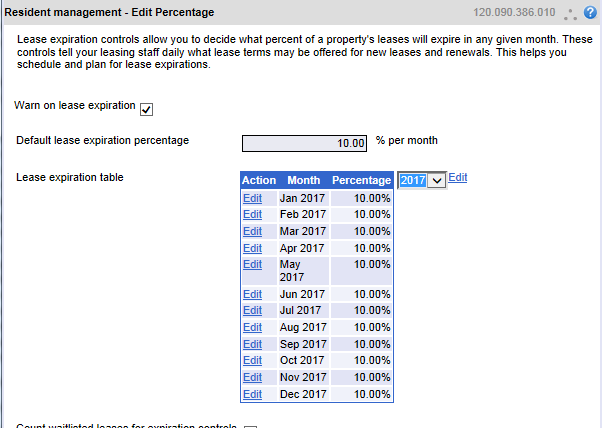 Resident management - Edit Percentage 120.090.386.010 ?
Lease expiration controls allow you to decide what percent of a property's leases will expire in any given month. These
controls tell your leasing staff daily what lease terms may be offered for new leases and renewals. This helps you
schedule and plan for lease expirations.
Warn on lease expiration
Default lease expiration percentage 10.00 % per month
Lease expiration table
Action Month Percentage 2017 Edit
Edit Jan 2017 10.00%
Edit Feb 2017 10.00%
Edit Mar 2017 10.00%
Edit Apr 2017 10.00%
Edit May 10.00%
2017
Edit Jun 2017 10.00%
Edit Jul 2017 10.00%
Edit Aug 2017 10.00%
Edit Sep 2017 10.00%
Edit Oct 2017 10.00%
Edit Nov 2017 10.00%
Edit Dec 2017 10.00%
Count waitlisted leases for expiration controls